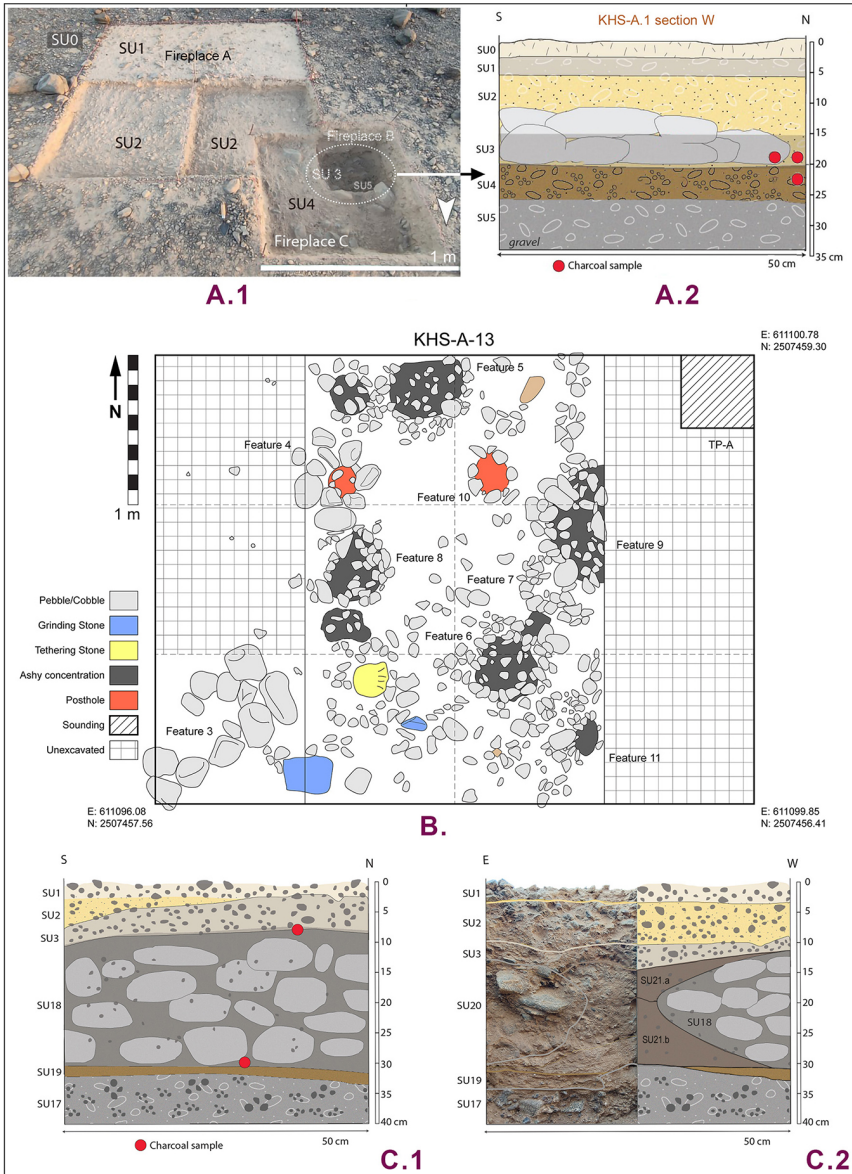 SU0
SU1
Fireplace A
SU2
SU2
Fireplace B
SU 3
SU5
SU4
Fireplace C
1 m
A.1
S
KHS-A.1 section W
N
SU0
SU1
SU2
SU3
SU4
SU5
gravel
0
5
10
15
20
25
30
35 cm
Charcoal sample
50 cm
A.2
KHS-A-13
E: 611100.78
N: 2507459.30
N
1 m
Feature 5
Feature 4
TP-A
Feature 10
Feature 9
Feature 8
Feature 7
Feature 6
Feature 3
Feature 11
Pebble/Cobble
Grinding Stone
Tethering Stone
Ashy concentration
Posthole
Sounding
Unexcavated
E: 611096.08
N: 2507457.56
B.
E: 611099.85
N: 2507456.41
S
N
SU1
SU2
SU3
SU18
SU19
SU17
0
5
10
15
20
25
30
35
40 cm
Charcoal sample
50 cm
C.1
E
W
SU1
SU2
SU3
SU20
SU19
SU17
SU21.a
SU18
SU21.b
0
5
10
15
20
25
30
35
40 cm
50 cm
C.2